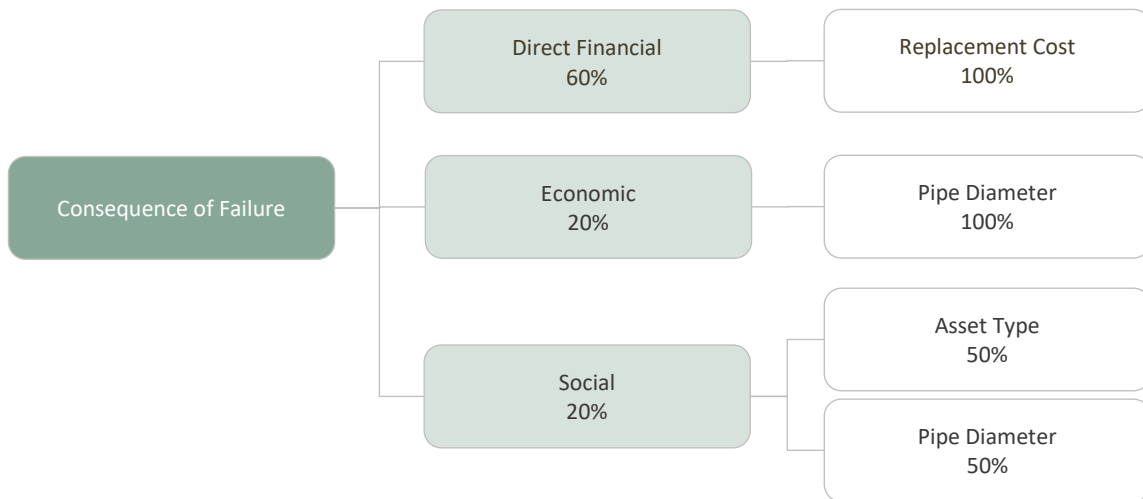 Consequence of Failure
Direct Financial
60%
Replacement Cost
100%
Economic
20%
Pipe Diameter
100%
Social
20%
Asset Type
50%
Pipe Diameter
50%